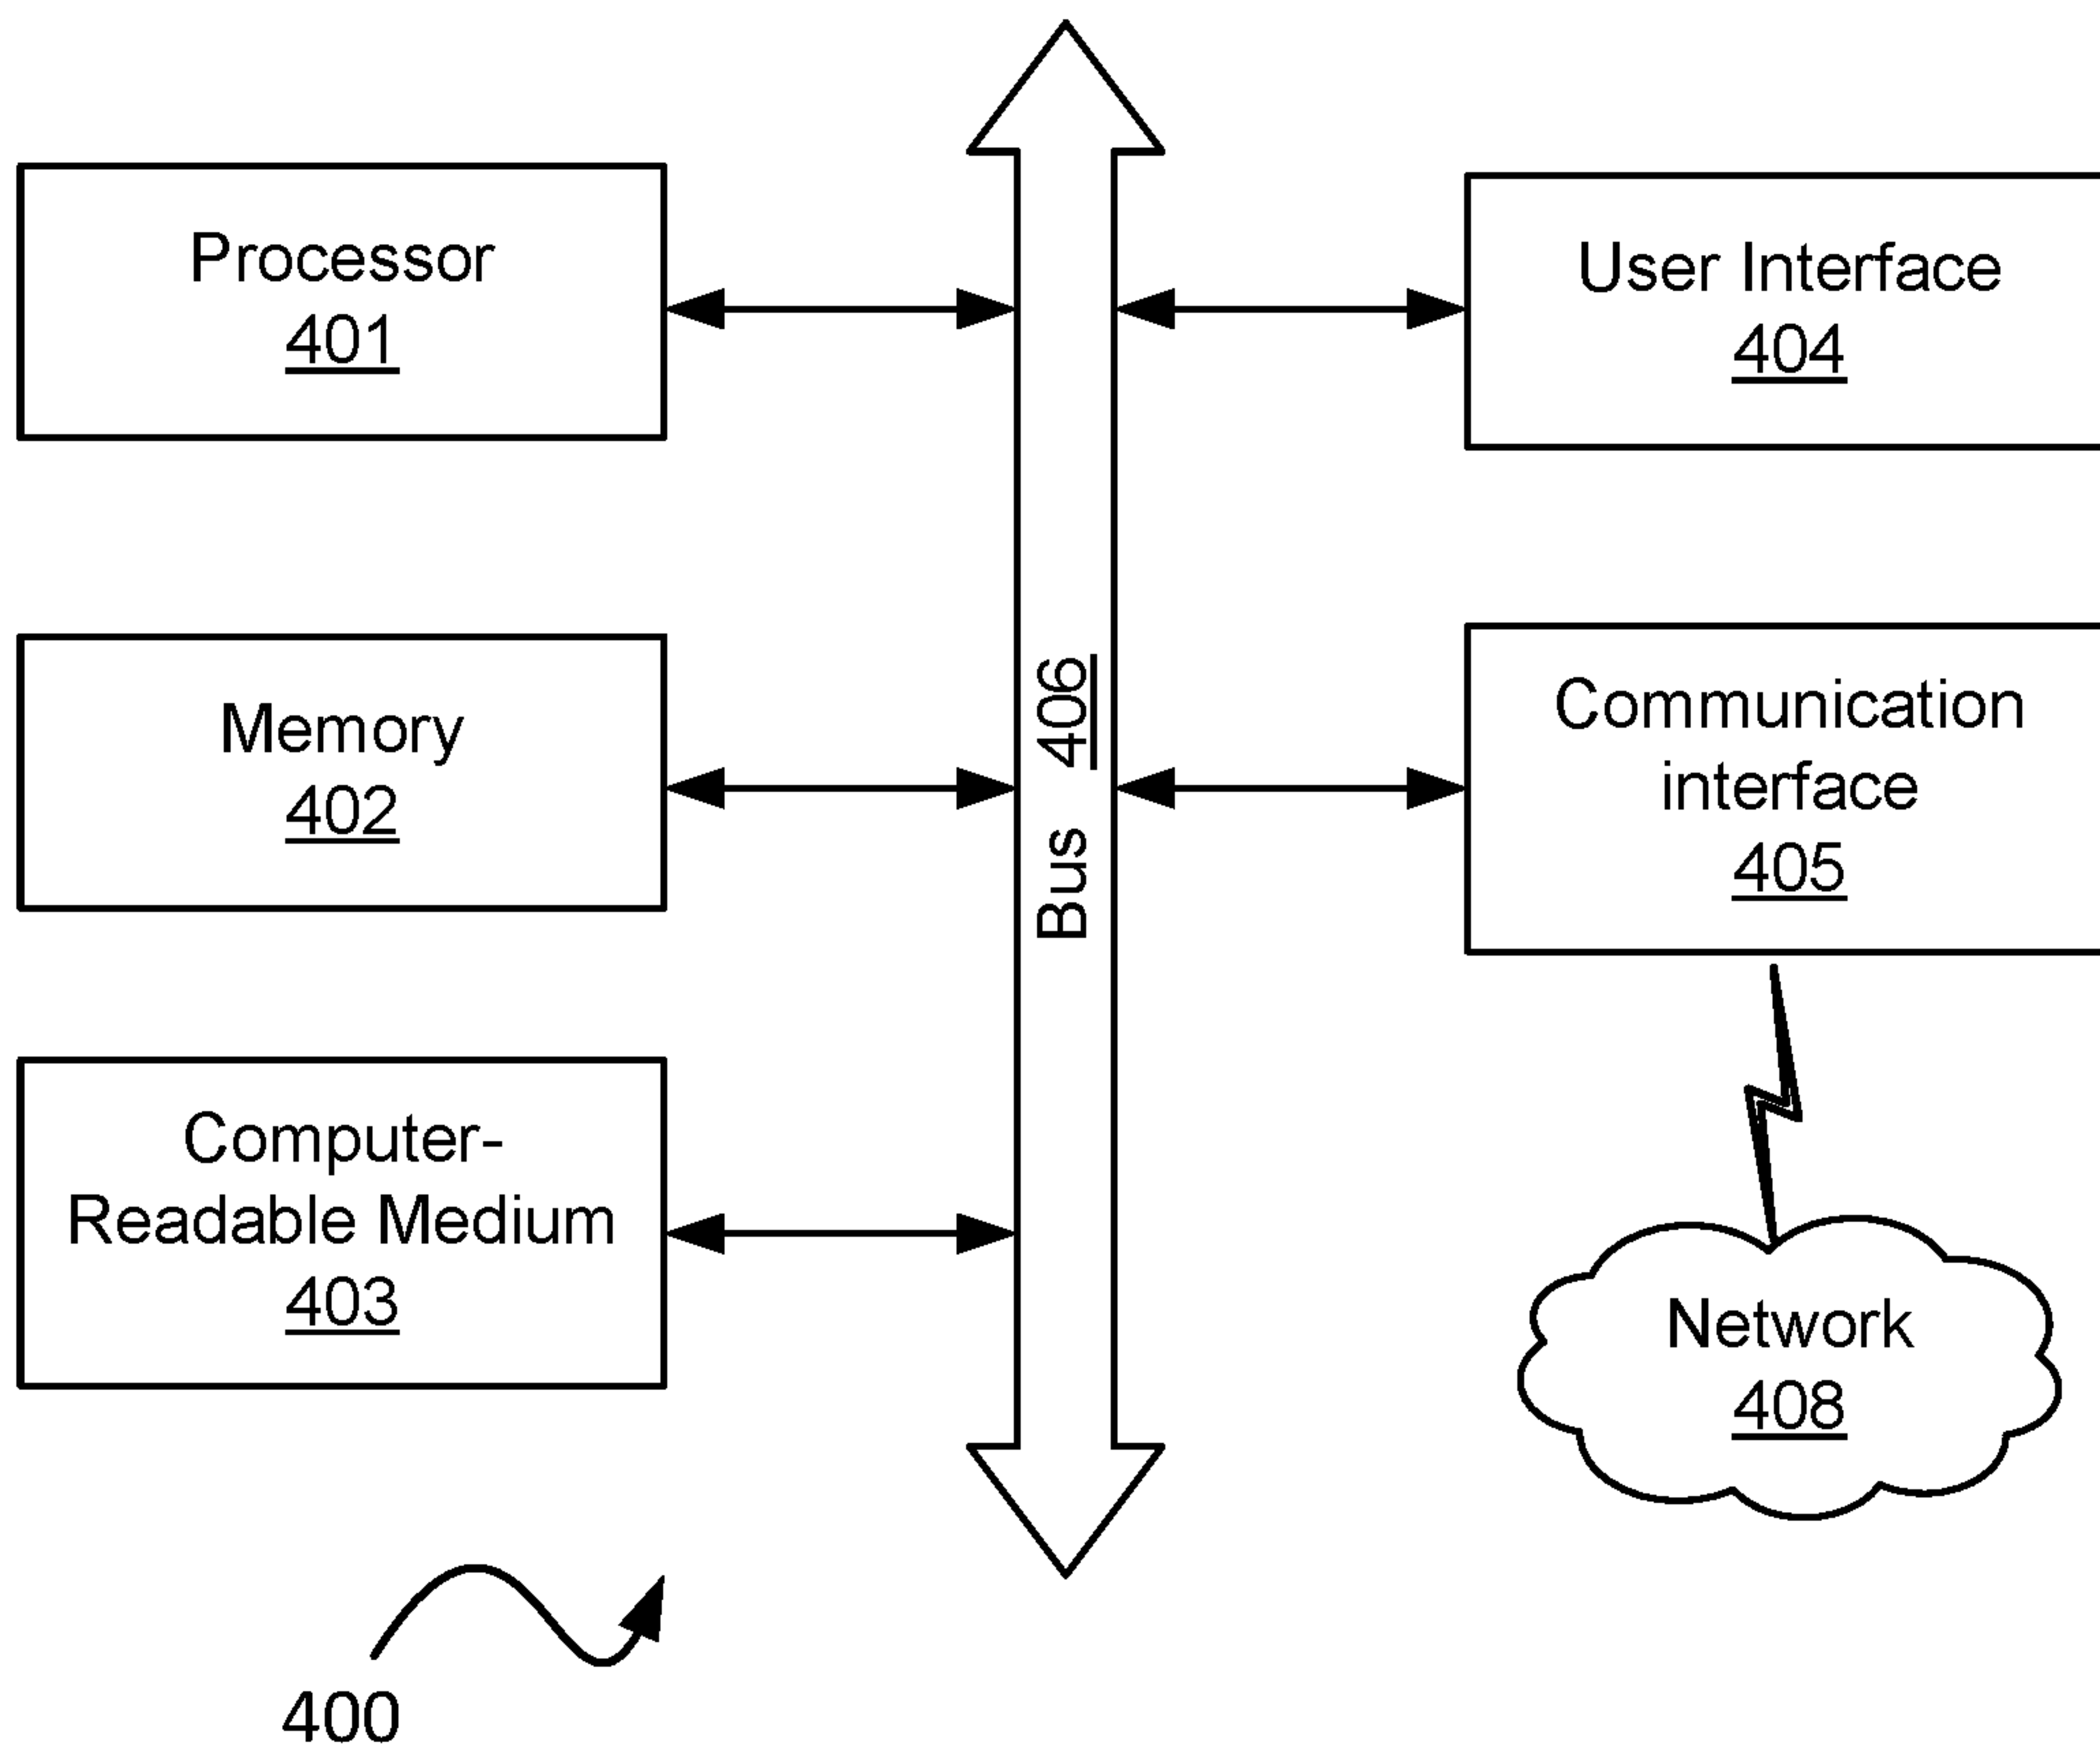 Processor
401
User Interface
404
Memory
402
Bus 406
Communication
interface
405
Computer-
Readable Medium
403
Network
408
400